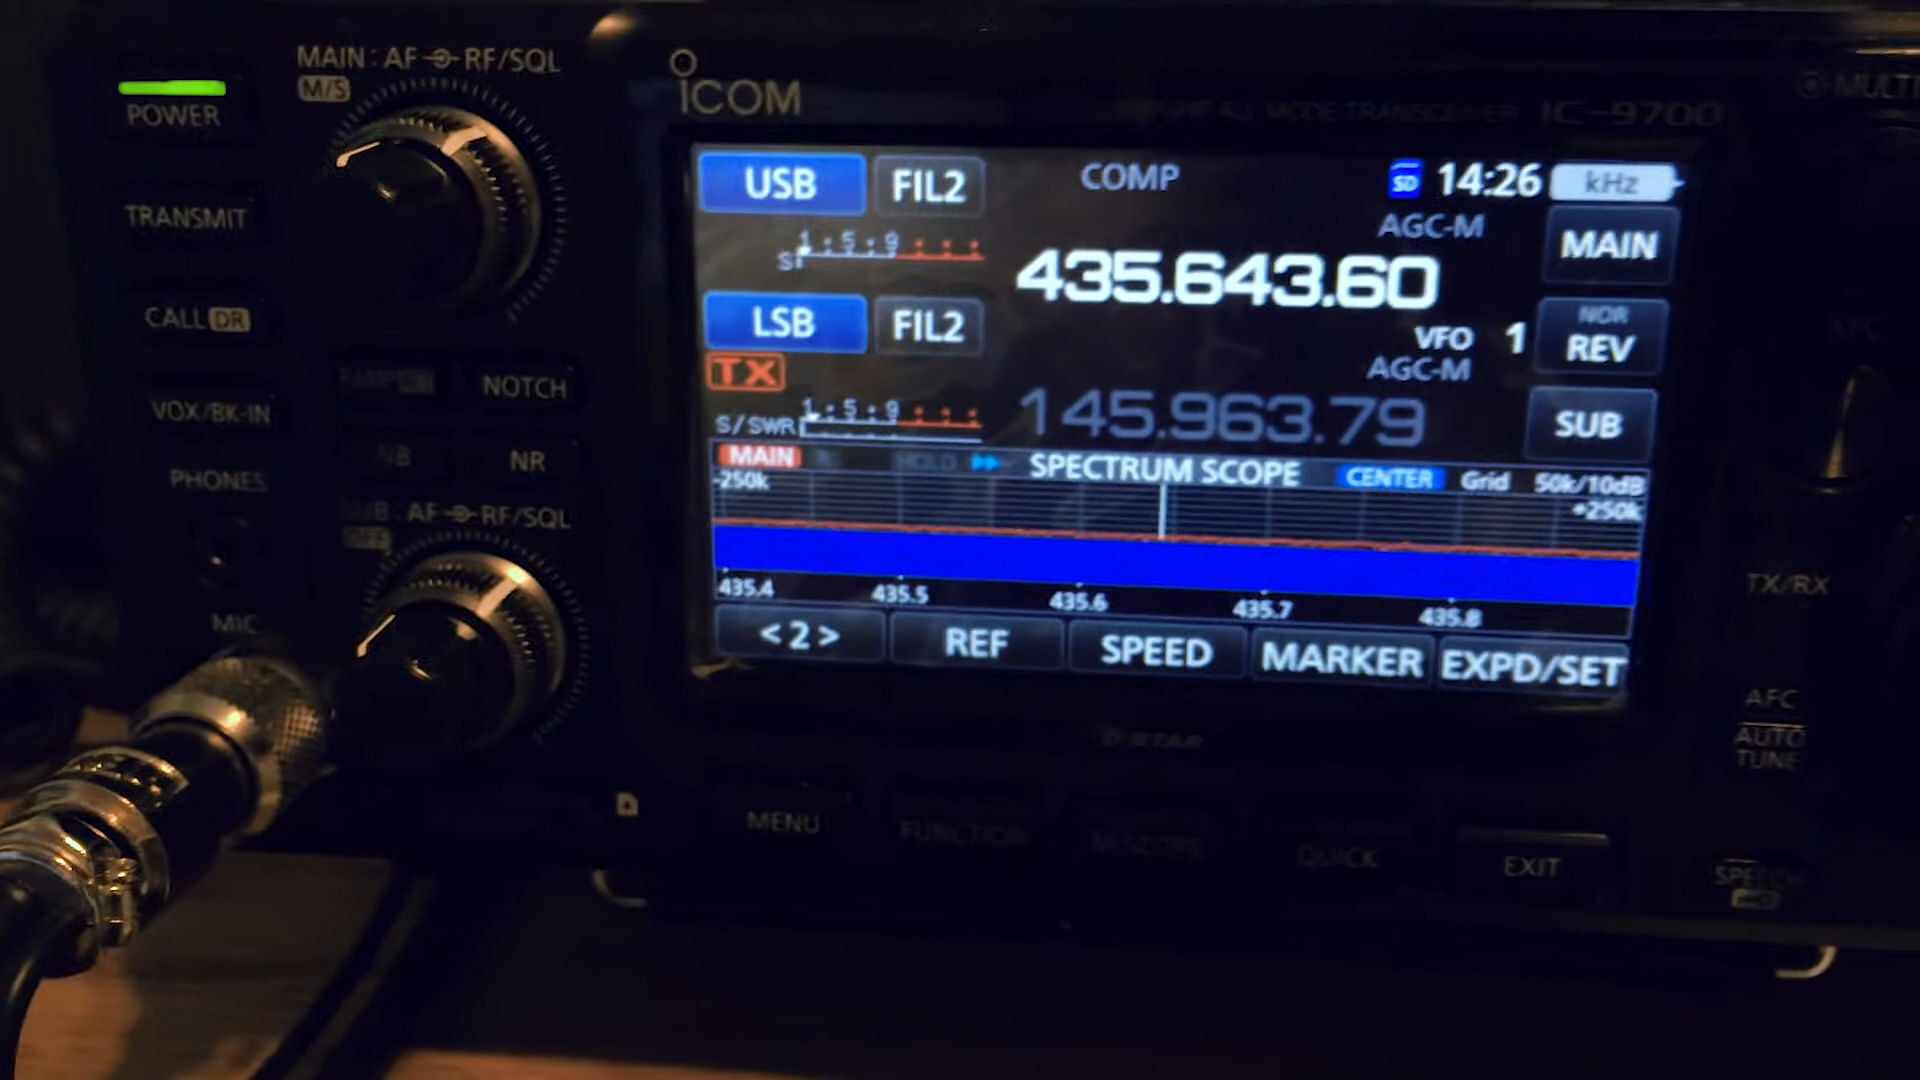 MAIN : AF RF/SQL
M/S
POWER
TRANSMIT
CALL DR
VOX/BK-IN
NOTCH
NB
NR
PHONES
SUB : AF RF/SQL
OFF
MIC
ICOM
MODE TRANSCEIVER IC-9700
MULTI
USB FIL2 COMP SD 14:26 kHz
AGC-M
MAIN
S 1 5 9
435.643.60
LSB FIL2
VFO 1
NOR
REV
TX
AGC-M
S/SWR 1 5 9
145.963.79
SUB
MAIN HOLD SPECTRUM SCOPE CENTER Grid 50k/10dB
-250k +250k
435.4 435.5 435.6 435.7 435.8
<2> REF SPEED MARKER EXPD/SET
D-STAR
MENU FUNCTION M.SCOPE QUICK EXIT
TX/RX
AFC
AUTO
TUNE
SPEECH